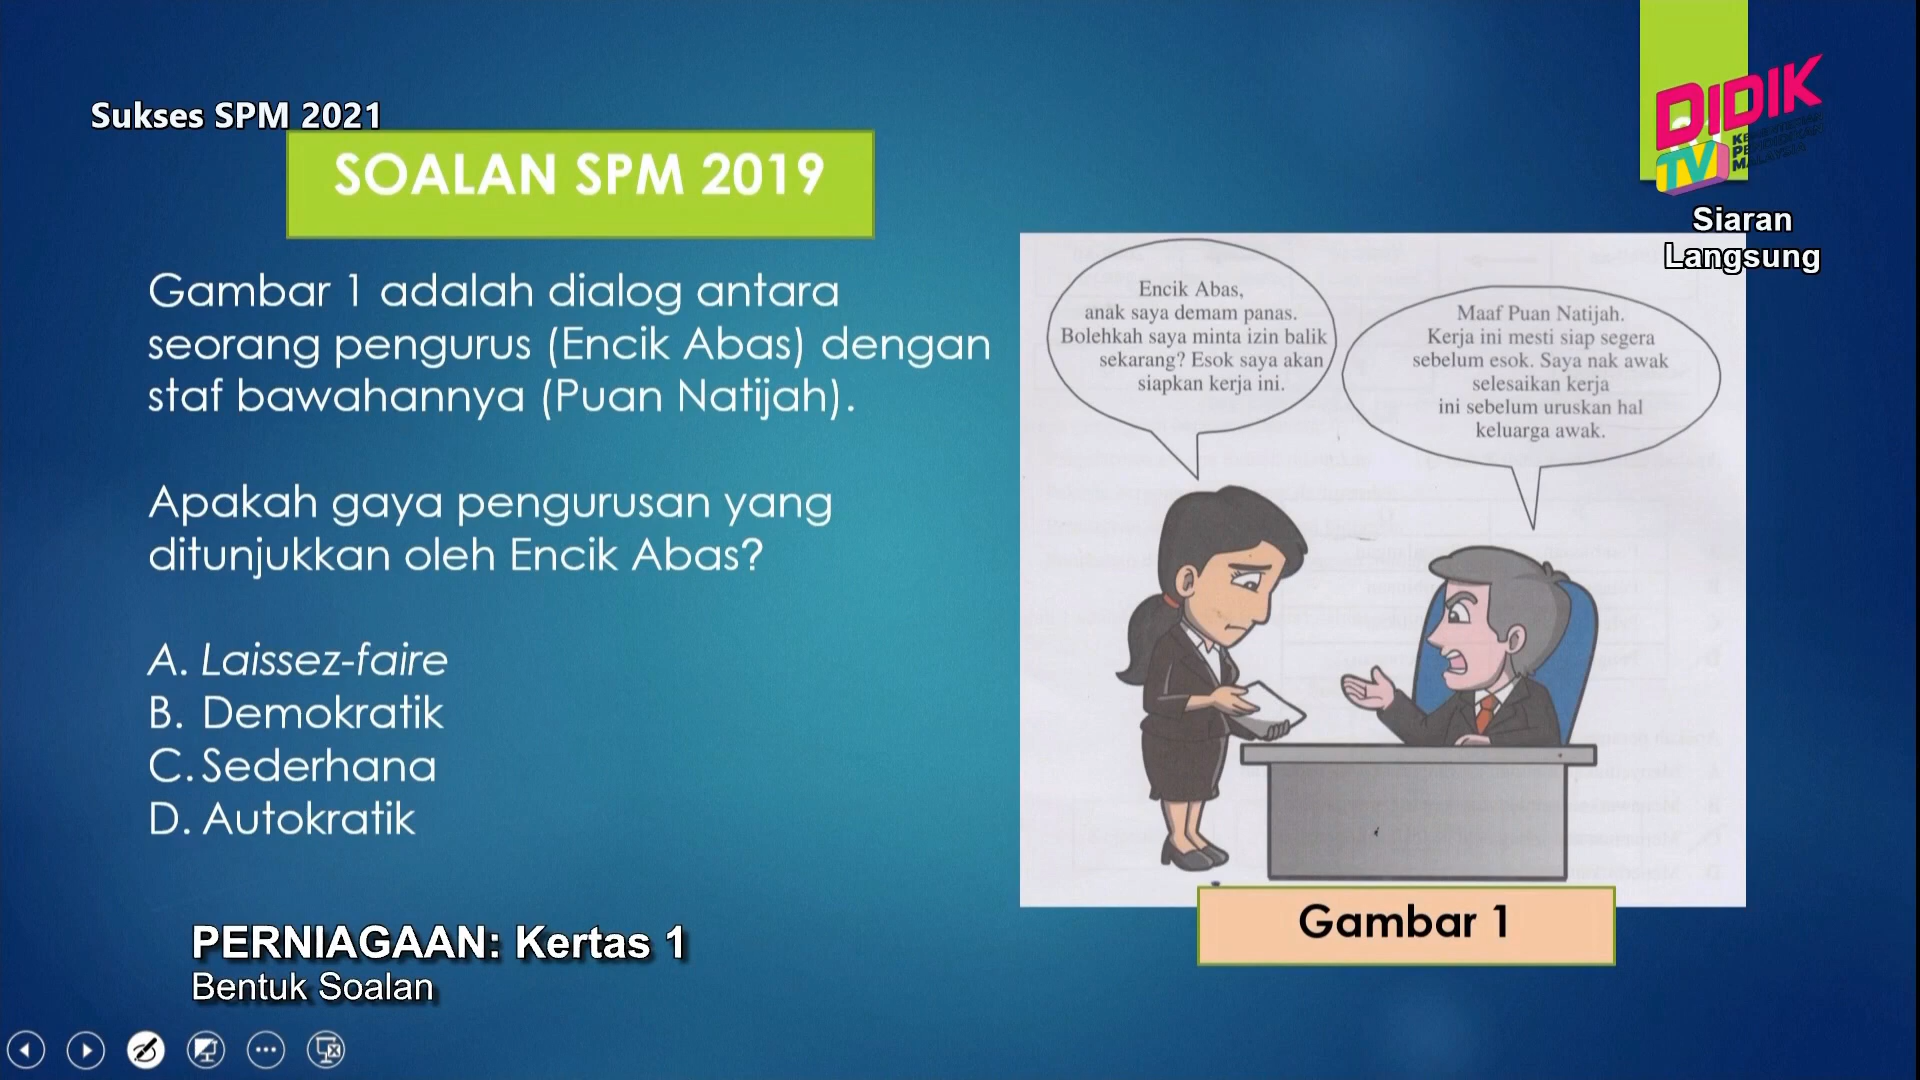 Sukses SPM 2021
SOALAN SPM 2019
DIDIK
TV
Siaran
Langsung
Gambar 1 adalah dialog antara
seorang pengurus (Encik Abas) dengan
staf bawahannya (Puan Natijah).
Apakah gaya pengurusan yang
ditunjukkan oleh Encik Abas?
A. Laissez-faire
B. Demokratik
C. Sederhana
D. Autokratik
Encik Abas,
anak saya demam panas.
Bolehkah saya minta izin balik
sekarang? Esok saya akan
siapkan kerja ini.
Maaf Puan Natijah.
Kerja ini mesti siap segera
sebelum esok. Saya nak awak
selesaikan kerja
ini sebelum uruskan hal
keluarga awak.
Gambar 1
PERNIAGAAN: Kertas 1
Bentuk Soalan